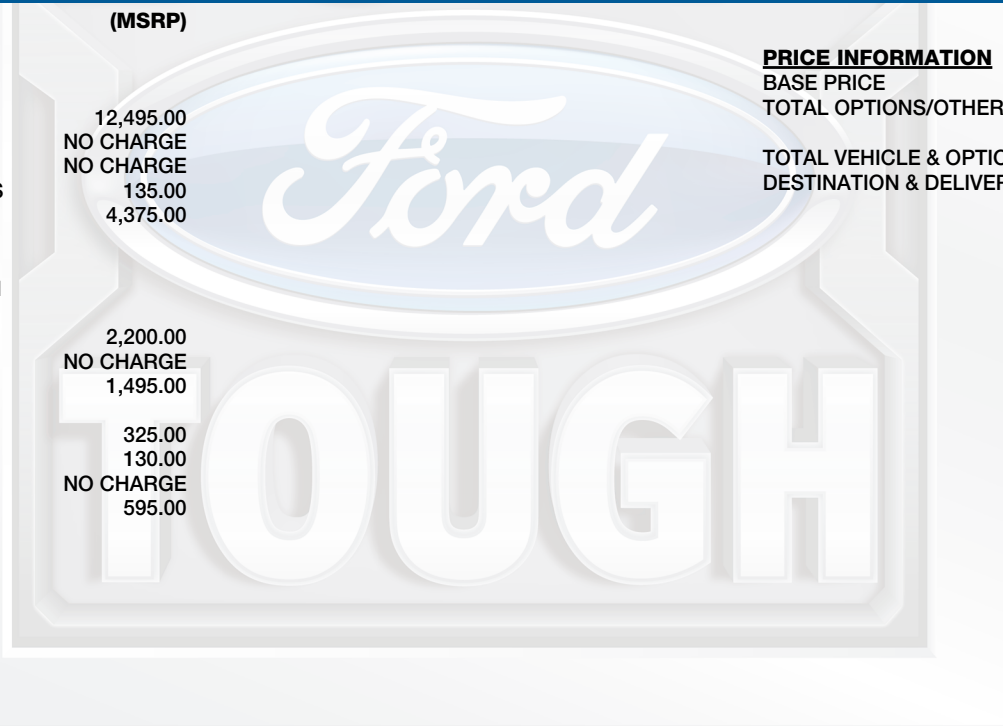 (MSRP)
12,495.00
NO CHARGE
NO CHARGE
135.00
4,375.00
2,200.00
NO CHARGE
1,495.00
325.00
130.00
NO CHARGE
595.00
PRICE INFORMATION
BASE PRICE
TOTAL OPTIONS/OTHER
TOTAL VEHICLE & OPTIO
DESTINATION & DELIVER
Ford
TOUGH